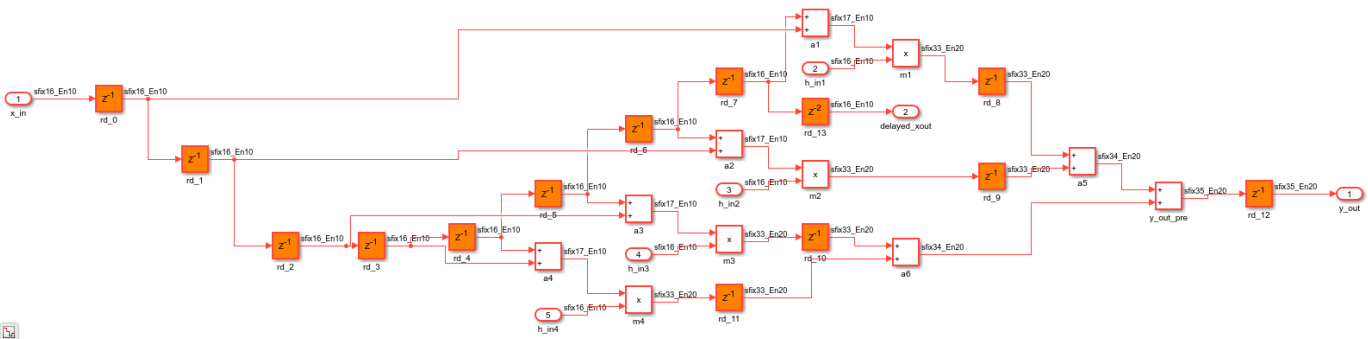 sfix17_En10
+
+
a1
sfix33_En20
x
m1
sfix16_En10
2
h_in1
z-1
sfix16_En10
rd_7
z-1
sfix33_En20
rd_8
sfix16_En10
1
x_in
z-1
sfix16_En10
rd_0
z-2
sfix16_En10
rd_13
2
delayed_xout
z-1
sfix16_En10
rd_6
+
+
sfix17_En10
a2
z-1
sfix16_En10
rd_1
x
sfix33_En20
m2
sfix16_En10
3
h_in2
z-1
sfix33_En20
rd_9
+
+
sfix34_En20
a5
z-1
sfix16_En10
rd_5
+
+
sfix17_En10
a3
+
+
sfix35_En20
y_out_pre
z-1
sfix35_En20
rd_12
1
y_out
z-1
sfix16_En10
rd_2
z-1
sfix16_En10
rd_3
z-1
sfix16_En10
rd_4
+
+
sfix17_En10
a4
sfix16_En10
4
h_in3
x
sfix33_En20
m3
z-1
sfix33_En20
rd_10
+
+
sfix34_En20
a6
sfix16_En10
5
h_in4
x
sfix33_En20
m4
z-1
sfix33_En20
rd_11